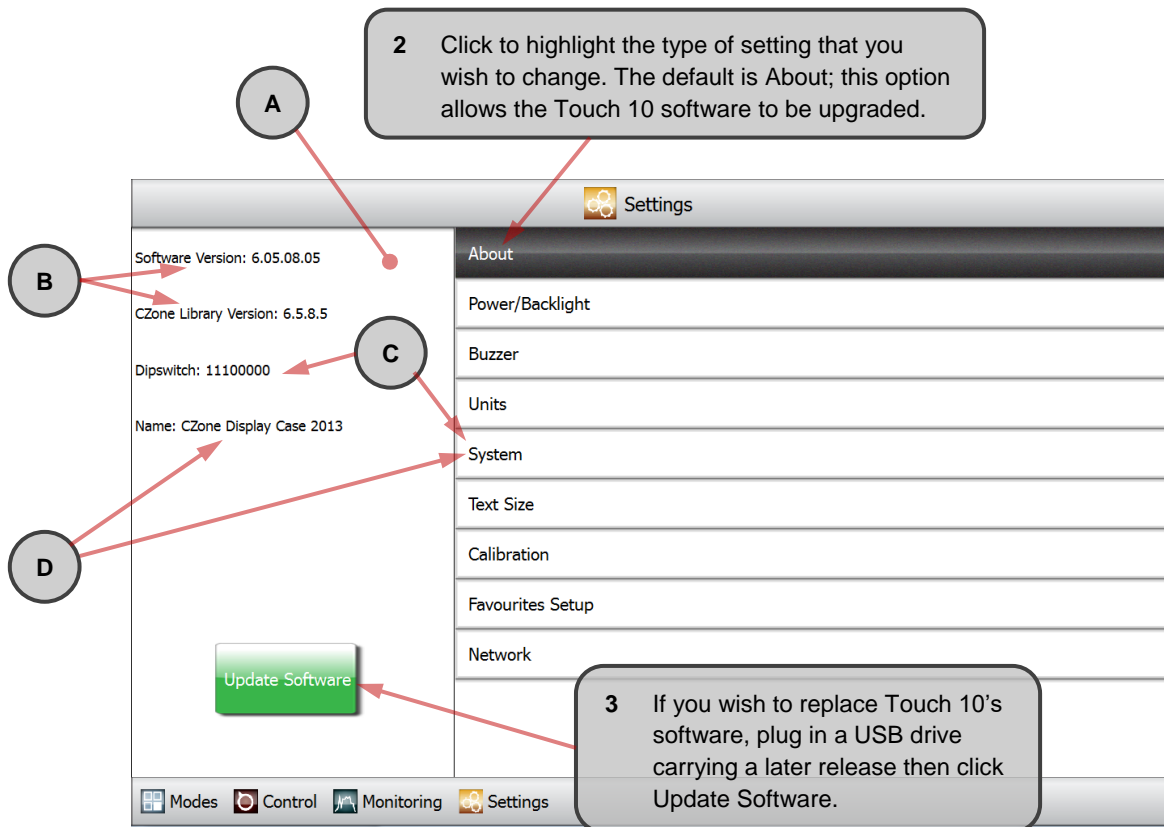 2 Click to highlight the type of setting that you
wish to change. The default is About; this option
allows the Touch 10 software to be upgraded.
A
Settings
B
Software Version: 6.05.08.05
CZone Library Version: 6.5.8.5
C
Dipswitch: 11100000
Name: CZone Display Case 2013
D
Update Software
About
Power/Backlight
Buzzer
Units
System
Text Size
Calibration
Favourites Setup
Network
3 If you wish to replace Touch 10’s
software, plug in a USB drive
carrying a later release then click
Update Software.
Modes Control Monitoring Settings